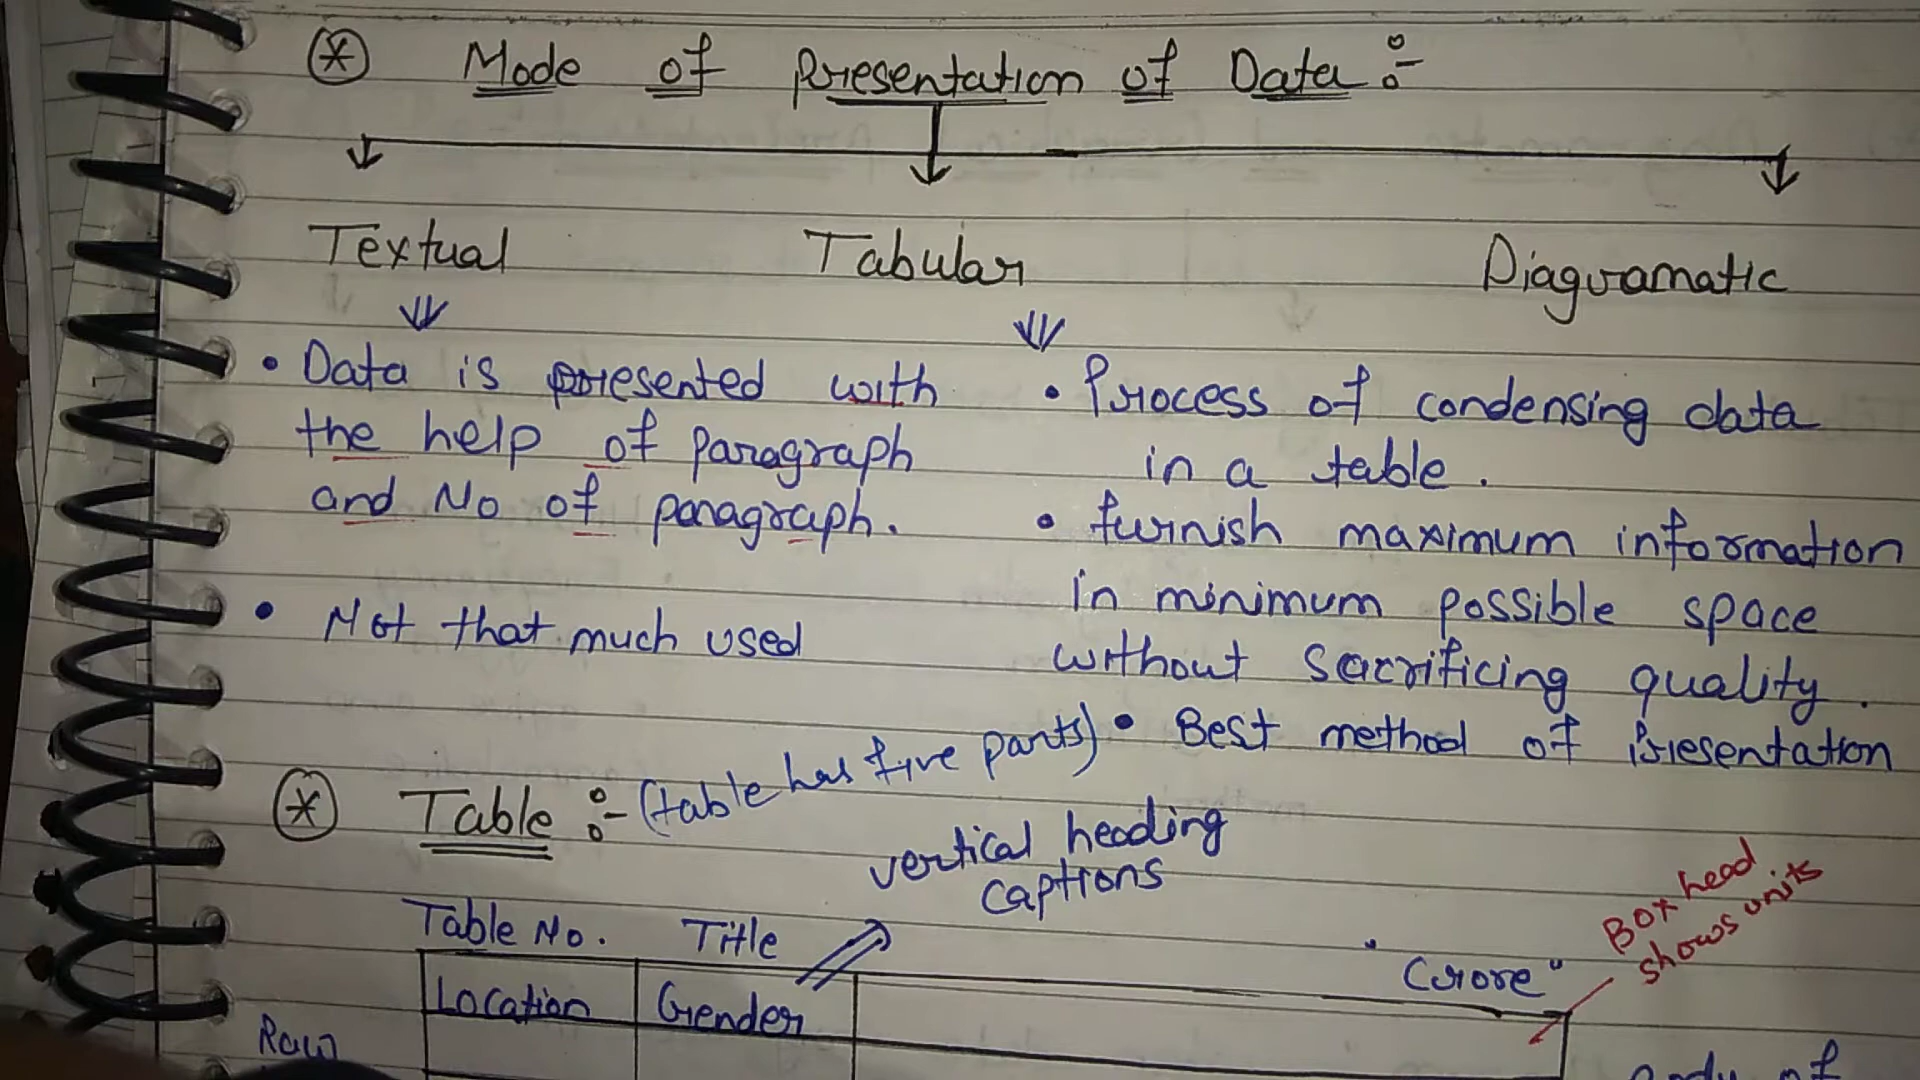 * Mode of Presentation of Data :-
Textual Tabular Diagramatic
• Data is presented with
the help of paragraph
and No of paragraph.
• Not that much used
• Process of condensing data
in a table.
• furnish maximum information
in minimum possible space
without sacrificing quality.
• Best method of Presentation
* Table :- (table has five parts)
vertical heading
captions
Box head
shows units
Table No. Title "Crore"
Location Gender
Raw
of